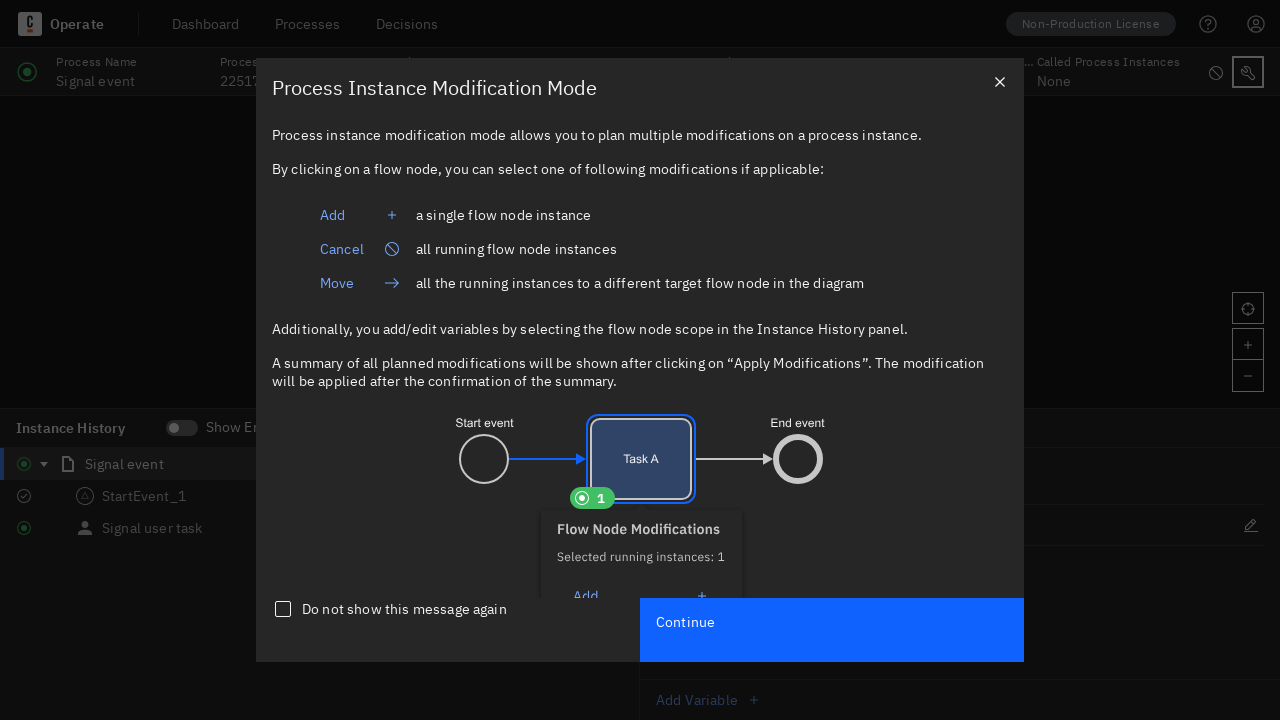 Operate
Dashboard
Processes
Decisions
Non-Production License
Process Name
Signal event
Called Process Instances
None
Process Instance Modification Mode
Process instance modification mode allows you to plan multiple modifications on a process instance.
By clicking on a flow node, you can select one of following modifications if applicable:
Add + a single flow node instance
Cancel all running flow node instances
Move → all the running instances to a different target flow node in the diagram
Additionally, you add/edit variables by selecting the flow node scope in the Instance History panel.
A summary of all planned modifications will be shown after clicking on “Apply Modifications”. The modification
will be applied after the confirmation of the summary.
Start event
Task A
End event
1
Flow Node Modifications
Selected running instances: 1
Add +
Do not show this message again
Continue
Instance History
Show
Signal event
StartEvent_1
Signal user task
Add Variable +